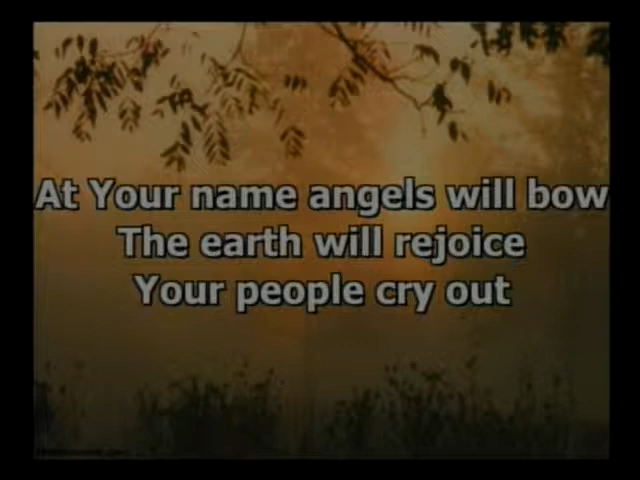 At Your name angels will bow
The earth will rejoice
Your people cry out